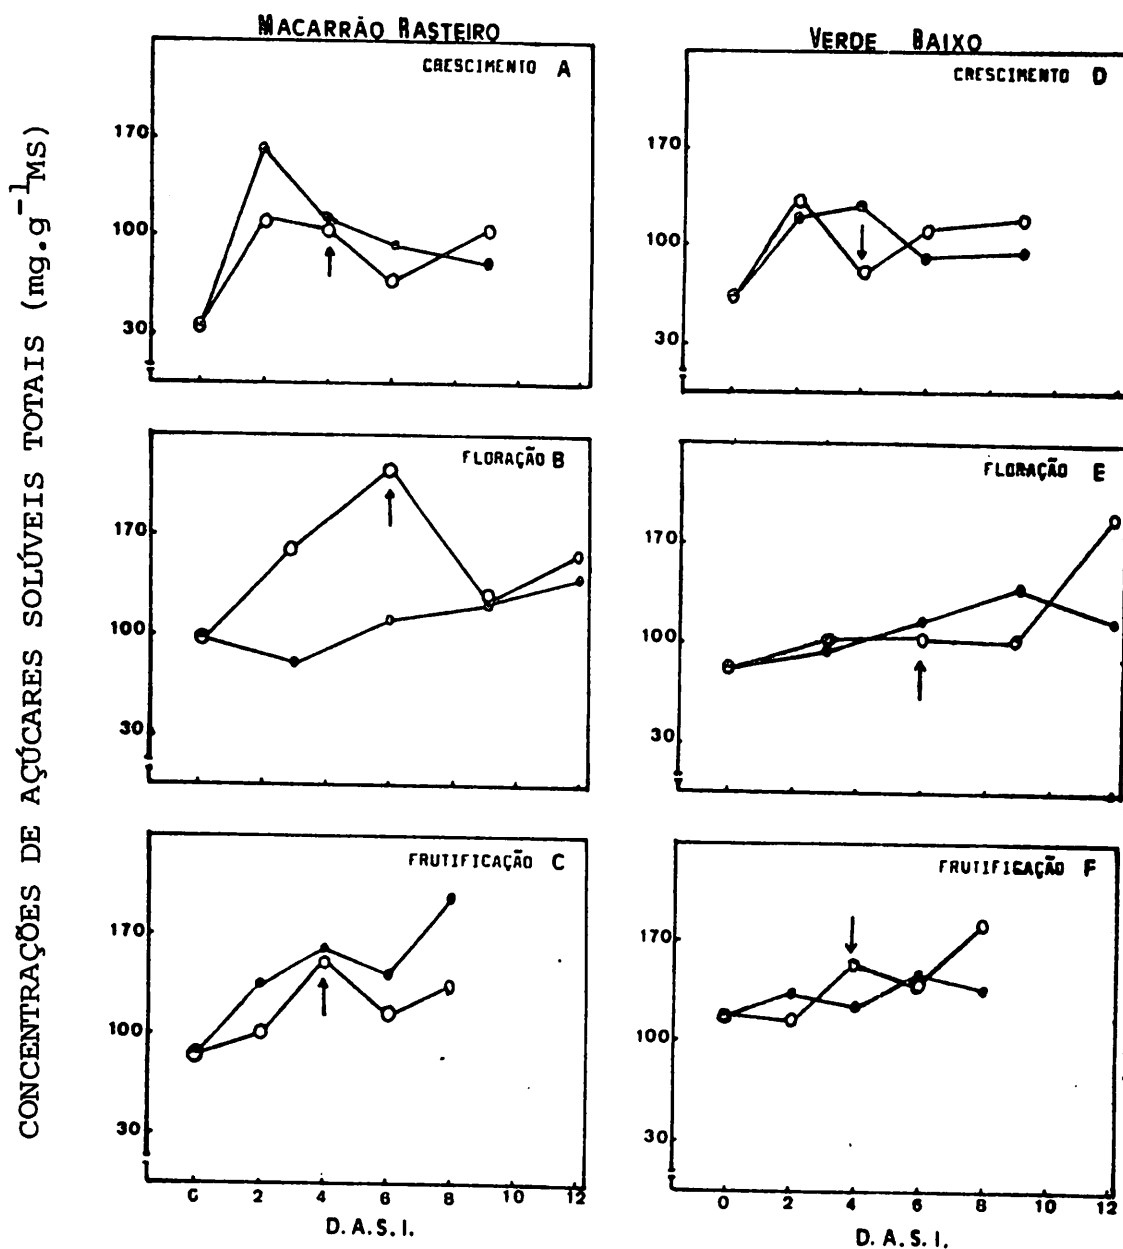 MACARRÃO RASTEIRO
VERDE BAIXO
CONCENTRAÇÕES DE AÇÚCARES SOLÚVEIS TOTAIS (mg.g⁻¹MS)
CRESCIMENTO A
170
100
30
CRESCIMENTO D
170
100
30
FLORAÇÃO B
170
100
30
FLORAÇÃO E
170
100
30
FRUTIFICAÇÃO C
170
100
30
0 2 4 6 8 10 12
D.A.S.I.
FRUTIFICAÇÃO F
170
100
30
0 2 4 6 8 10 12
D.A.S.I.